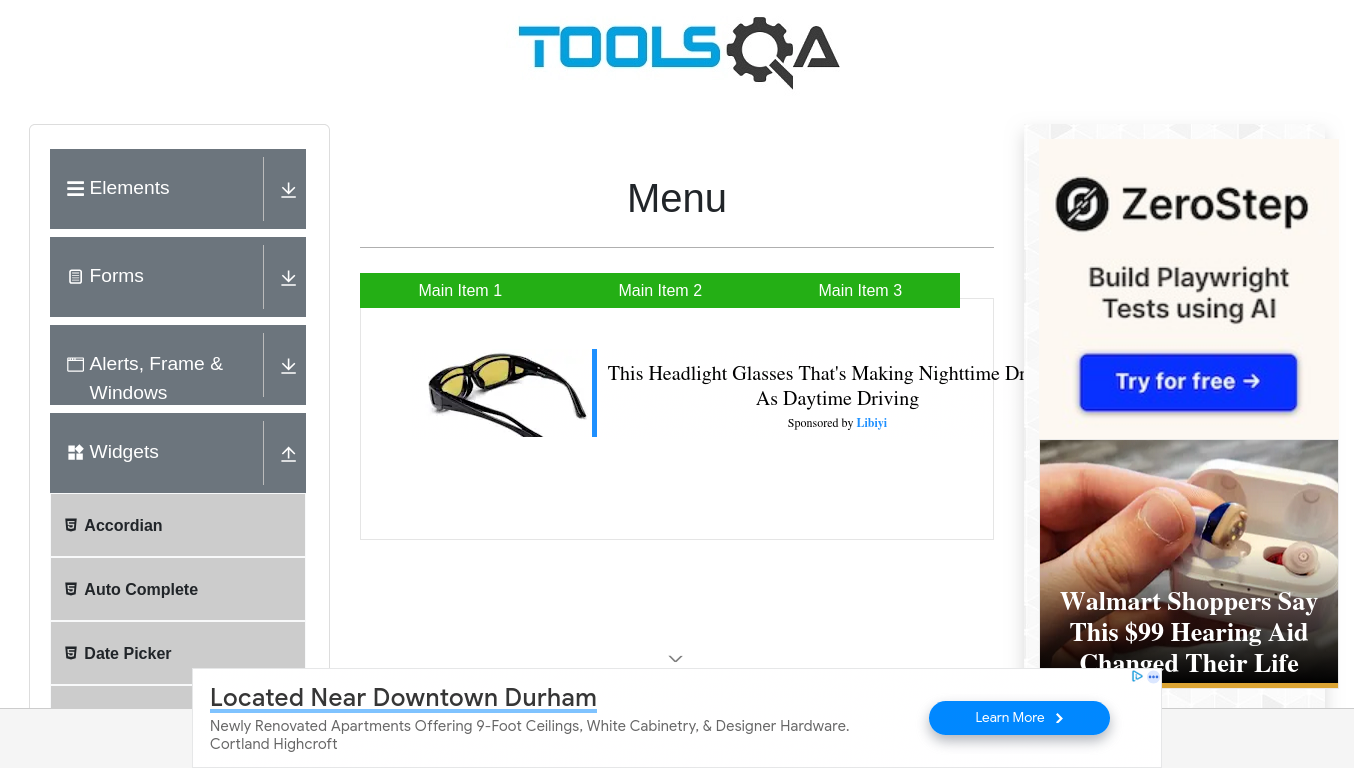 TOOLSQA
Elements
Forms
Alerts, Frame &
Windows
Widgets
Accordian
Auto Complete
Date Picker
Menu
Main Item 1
Main Item 2
Main Item 3
This Headlight Glasses That's Making Nighttime
As Daytime Driving
Sponsored by Libiyi
ZeroStep
Build Playwright
Tests using AI
Try for free →
Walmart Shoppers Say
This $99 Hearing Aid
Changed Their Life
Located Near Downtown Durham
Newly Renovated Apartments Offering 9-Foot Ceilings, White Cabinetry, & Designer Hardware.
Cortland Highcroft
Learn More